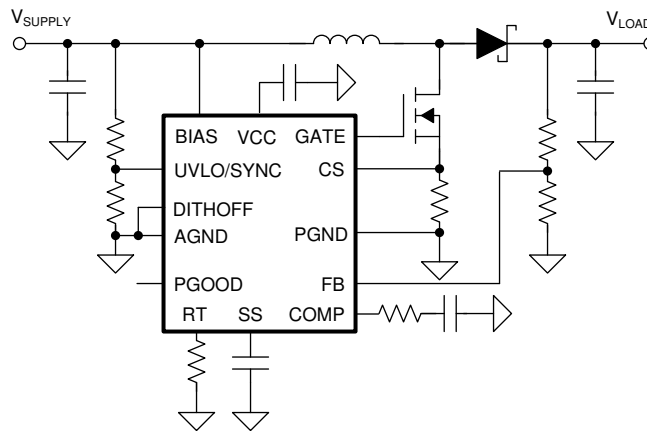 VSUPPLY
VLOAD
BIAS VCC GATE
UVLO/SYNC CS
DITHOFF
AGND PGND
PGOOD FB
RT SS COMP